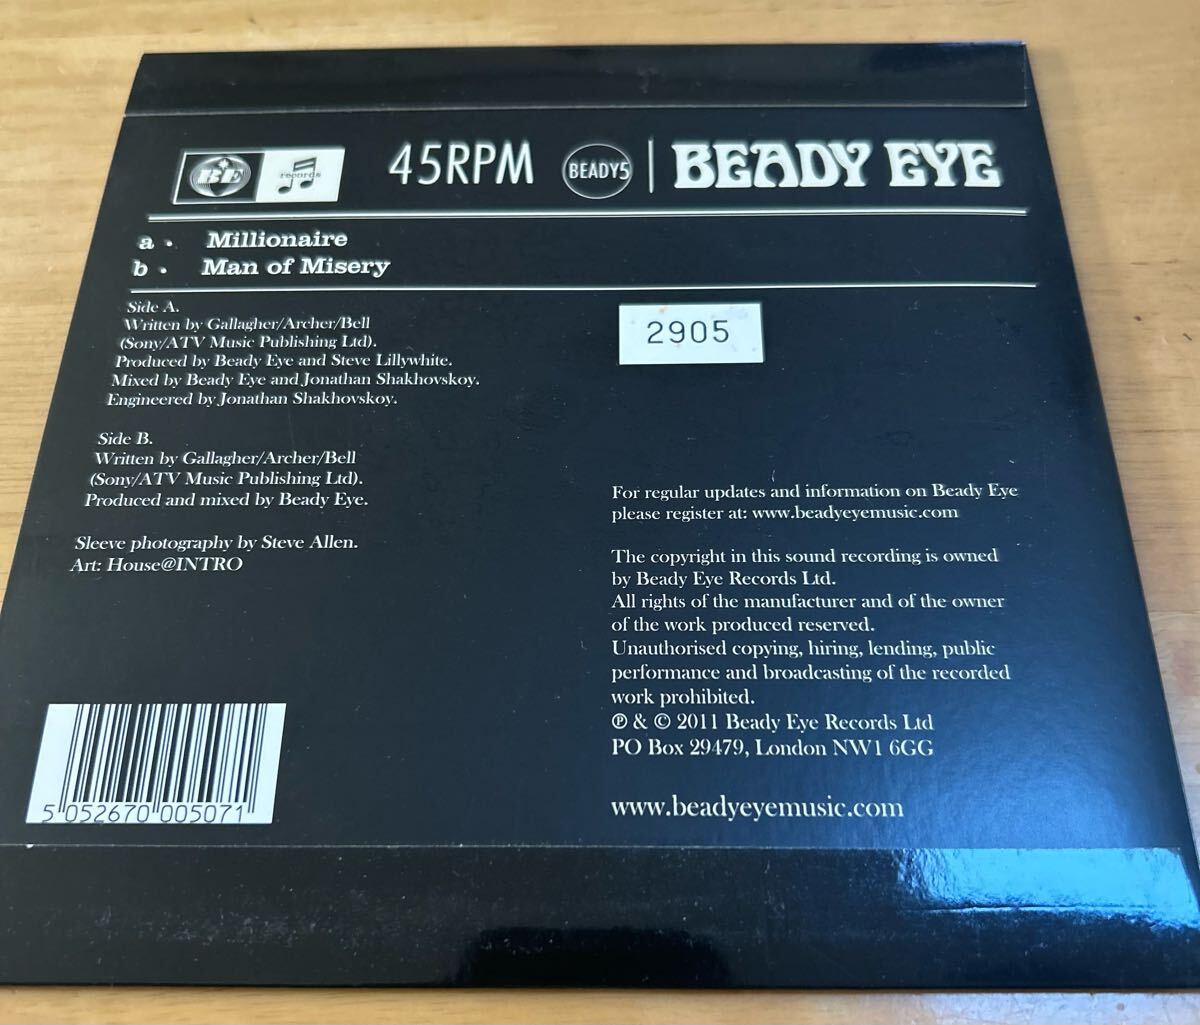 BE records 45RPM BEADY5 | BEADY EYE
a. Millionaire
b. Man of Misery
Side A.
Written by Gallagher/Archer/Bell
(Sony/ATV Music Publishing Ltd).
Produced by Beady Eye and Steve Lillywhite.
Mixed by Beady Eye and Jonathan Shakhovskoy.
Engineered by Jonathan Shakhovskoy.
Side B.
Written by Gallagher/Archer/Bell
(Sony/ATV Music Publishing Ltd).
Produced and mixed by Beady Eye.
Sleeve photography by Steve Allen.
Art: House@INTRO
5 052670 005071
2905
For regular updates and information on Beady Eye
please register at: www.beadyeyemusic.com
The copyright in this sound recording is owned
by Beady Eye Records Ltd.
All rights of the manufacturer and of the owner
of the work produced reserved.
Unauthorised copying, hiring, lending, public
performance and broadcasting of the recorded
work prohibited.
℗ & © 2011 Beady Eye Records Ltd
PO Box 29479, London NW1 6GG
www.beadyeyemusic.com